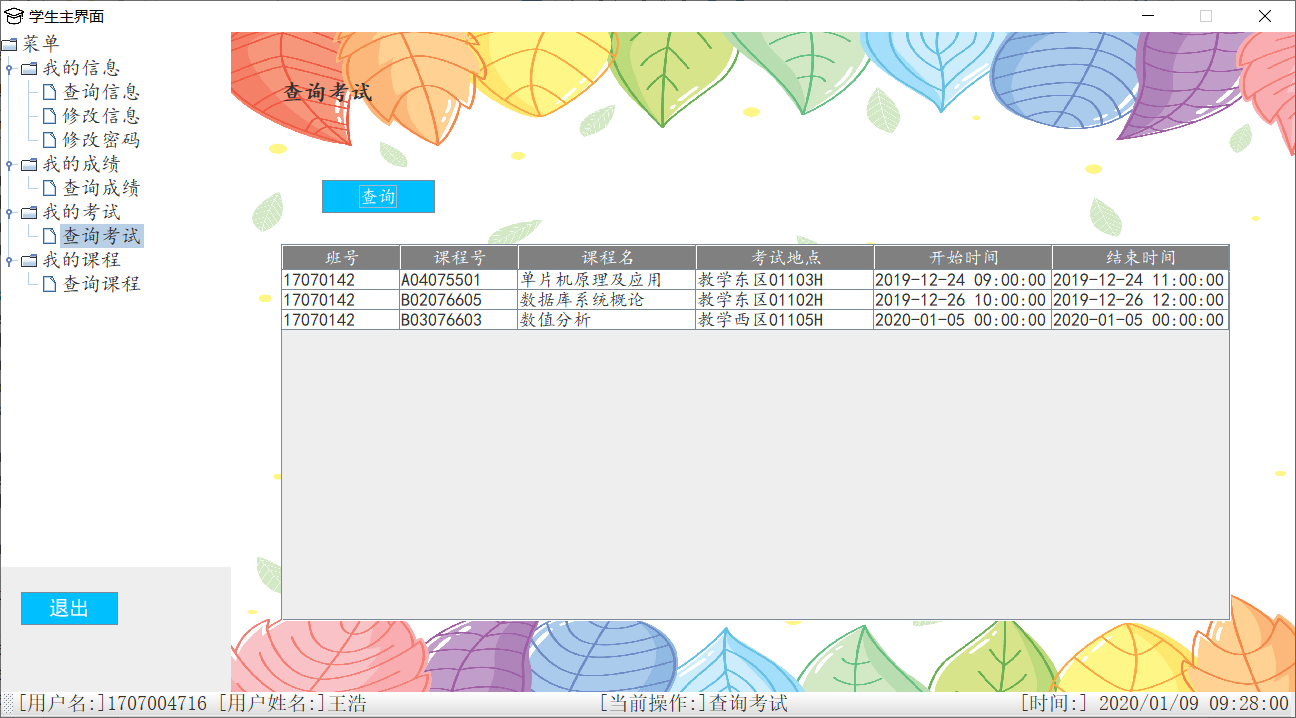 学生主界面
菜单
我的信息
查询信息
修改信息
修改密码
我的成绩
查询成绩
我的考试
查询考试
我的课程
查询课程
退出
查询考试
查询
班号 课程号 课程名 考试地点 开始时间 结束时间
17070142 A04075501 单片机原理及应用 教学东区01103H 2019-12-24 09:00:00 2019-12-24 11:00:00
17070142 B02076605 数据库系统概论 教学东区01102H 2019-12-26 10:00:00 2019-12-26 12:00:00
17070142 B03076603 数值分析 教学西区01105H 2020-01-05 00:00:00 2020-01-05 00:00:00
[用户名:]1707004716 [用户姓名:]王浩 [当前操作:]查询考试 [时间:] 2020/01/09 09:28:00